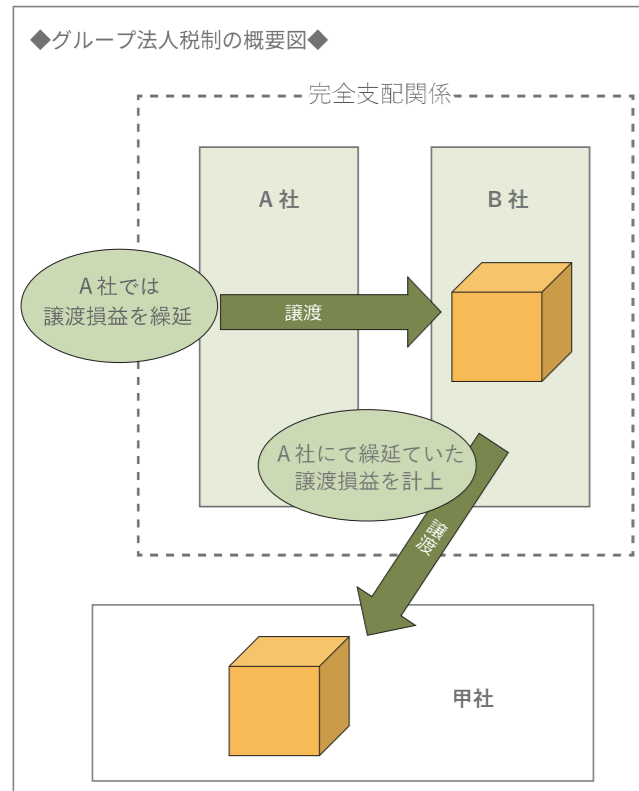 ◆グループ法人税制の概要図◆
完全支配関係
A 社
B 社
A 社では
譲渡損益を繰延
譲渡
A 社にて繰延ていた
譲渡損益を計上
譲渡
甲社